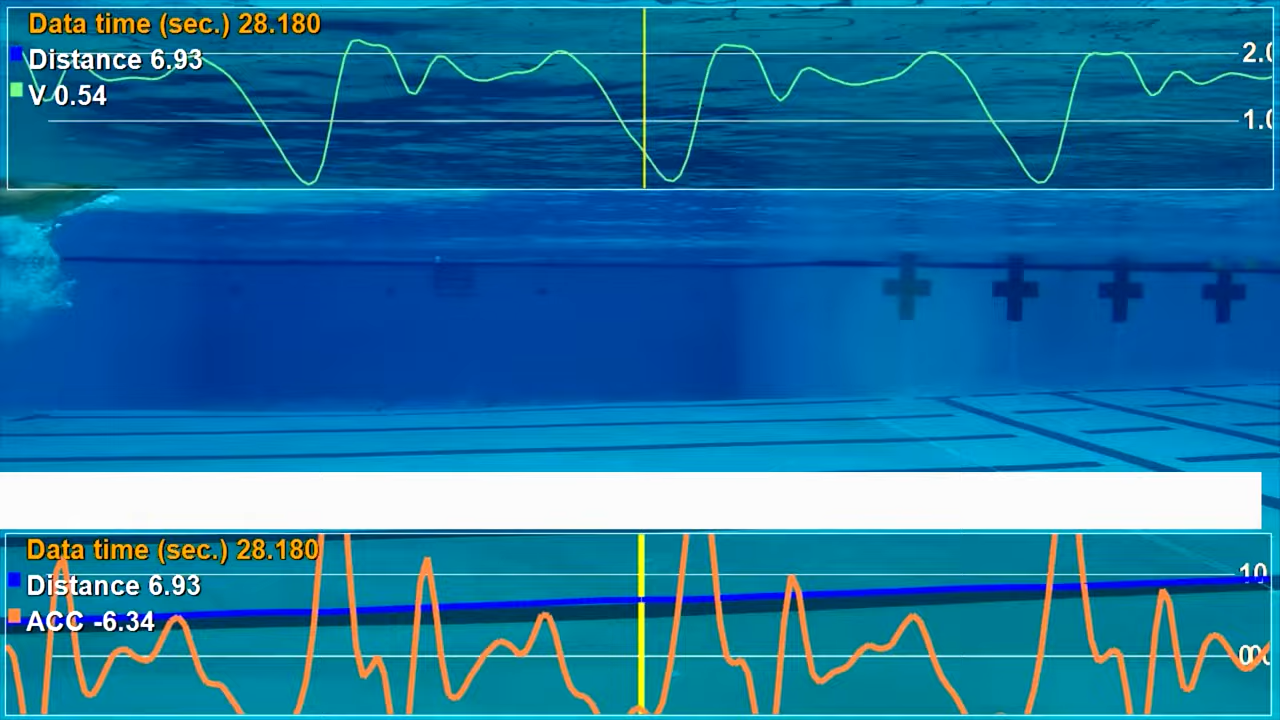 Data time (sec.) 28.180
Distance 6.93
2.0
V 0.54
1.0
Data time (sec.) 28.180
10
Distance 6.93
ACC -6.34